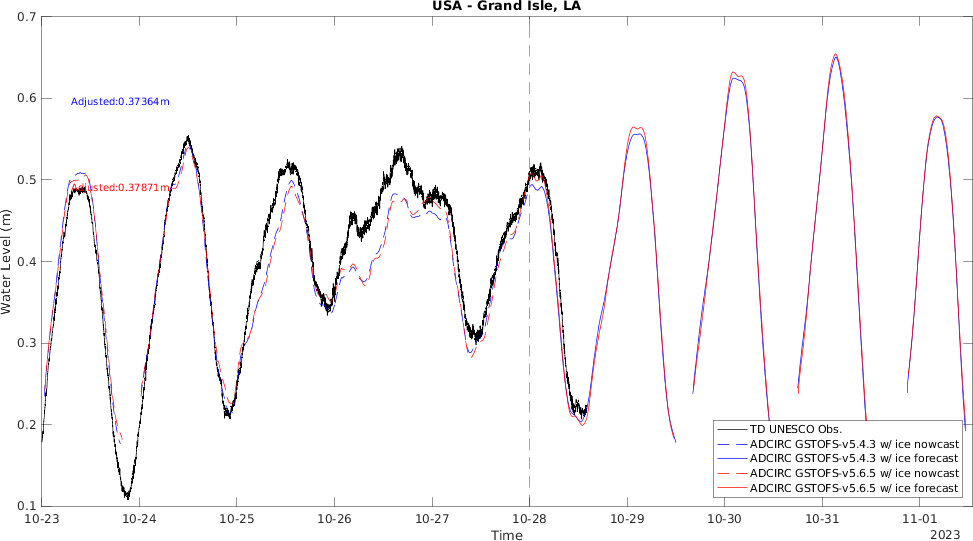 USA - Grand Isle, LA
0.7
0.6
0.5
0.4
0.3
0.2
0.1
Water Level (m)
Adjusted:0.37364m
Adjusted:0.37871m
TD UNESCO Obs.
ADCIRC GSTOFS-v5.4.3 w/ ice nowcast
ADCIRC GSTOFS-v5.4.3 w/ ice forecast
ADCIRC GSTOFS-v5.6.5 w/ ice nowcast
ADCIRC GSTOFS-v5.6.5 w/ ice forecast
10-23 10-24 10-25 10-26 10-27 10-28 10-29 10-30 10-31 11-01
Time
2023